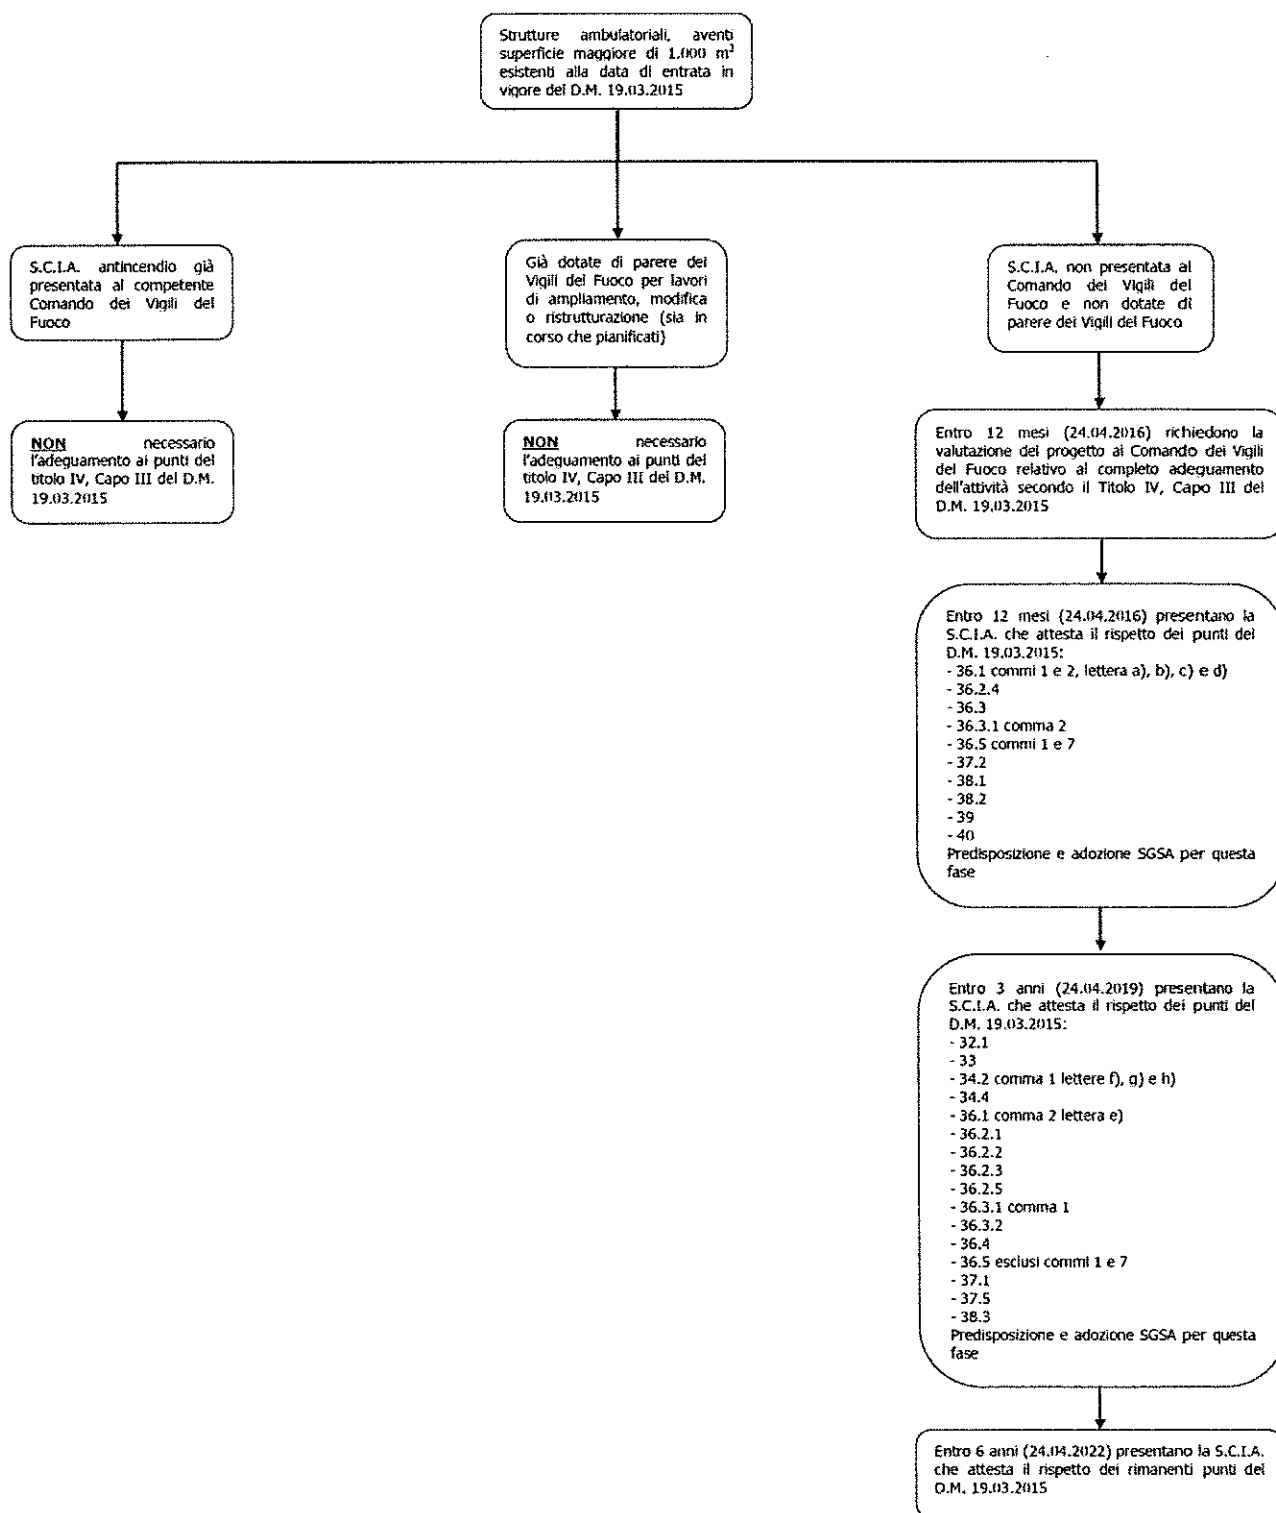 Strutture ambulatoriali, aventi
superficie maggiore di 1.000 m²
esistenti alla data di entrata in
vigore del D.M. 19.03.2015
S.C.I.A. antincendio già
presentata al competente
Comando dei Vigili del
Fuoco
Già dotate di parere dei
Vigili del Fuoco per lavori
di ampliamento, modifica
o ristrutturazione (sia in
corso che pianificati)
S.C.I.A. non presentata al
Comando dei Vigili del
Fuoco e non dotate di
parere dei Vigili del Fuoco
NON necessario
l'adeguamento ai punti del
titolo IV, Capo III del D.M.
19.03.2015
NON necessario
l'adeguamento ai punti del
titolo IV, Capo III del D.M.
19.03.2015
Entro 12 mesi (24.04.2016) richiedono la
valutazione del progetto al Comando dei Vigili
del Fuoco relativo al completo adeguamento
dell'attività secondo il Titolo IV, Capo III del
D.M. 19.03.2015
Entro 12 mesi (24.04.2016) presentano la
S.C.I.A. che attesta il rispetto dei punti del
D.M. 19.03.2015:
- 36.1 commi 1 e 2, lettera a), b), c) e d)
- 36.2.4
- 36.3
- 36.3.1 comma 2
- 36.5 commi 1 e 7
- 37.2
- 38.1
- 38.2
- 39
- 40
Predisposizione e adozione SGSA per questa
fase
Entro 3 anni (24.04.2019) presentano la
S.C.I.A. che attesta il rispetto dei punti del
D.M. 19.03.2015:
- 32.1
- 33
- 34.2 comma 1 lettere f), g) e h)
- 34.4
- 36.1 comma 2 lettera e)
- 36.2.1
- 36.2.2
- 36.2.3
- 36.2.5
- 36.3.1 comma 1
- 36.3.2
- 36.4
- 36.5 esclusi commi 1 e 7
- 37.1
- 37.5
- 38.3
Predisposizione e adozione SGSA per questa
fase
Entro 6 anni (24.04.2022) presentano la S.C.I.A.
che attesta il rispetto dei rimanenti punti del
D.M. 19.03.2015